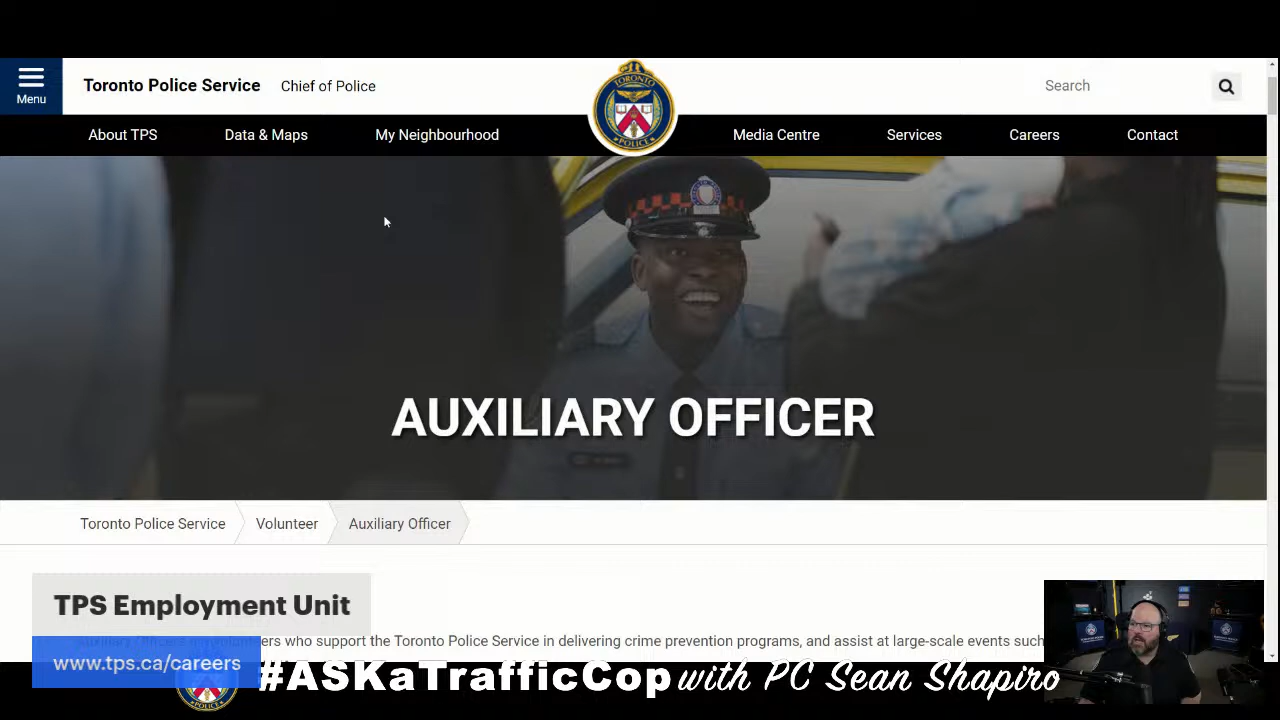 Menu
Toronto Police Service
Chief of Police
Search
About TPS
Data & Maps
My Neighbourhood
TORONTO
POLICE
Media Centre
Services
Careers
Contact
AUXILIARY OFFICER
Toronto Police Service
Volunteer
Auxiliary Officer
TPS Employment Unit
who support the Toronto Police Service in delivering crime prevention programs, and assist at large-scale events such
www.tps.ca/careers
#ASKaTrafficCop with PC Sean Shapiro